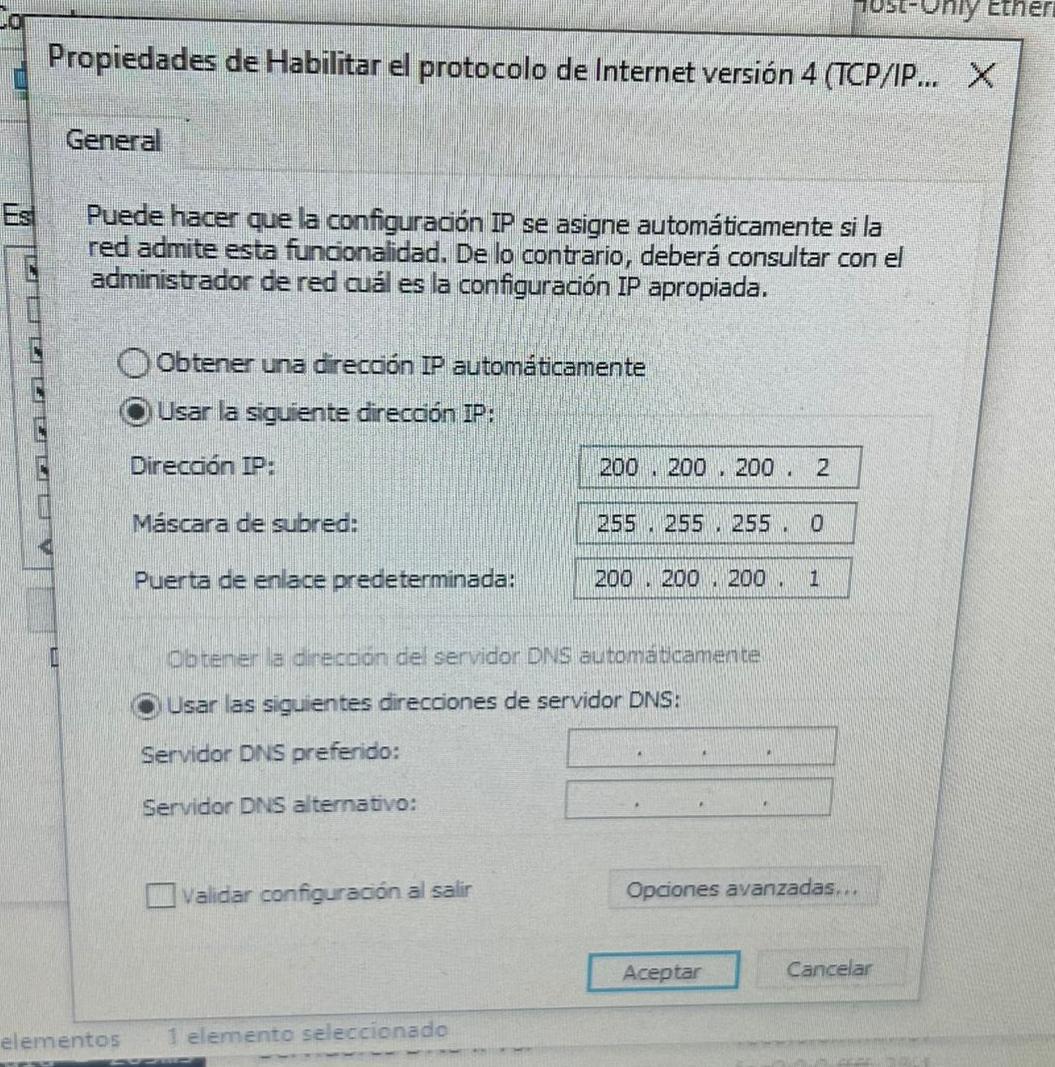 ost-Only Ether
Co
Propiedades de Habilitar el protocolo de Internet versión 4 (TCP/IP...
General
Es
Puede hacer que la configuración IP se asigne automáticamente si la
red admite esta funcionalidad. De lo contrario, deberá consultar con el
administrador de red cuál es la configuración IP apropiada.
Obtener una dirección IP automáticamente
Usar la siguiente dirección IP:
Dirección IP: 200 . 200 . 200 . 2
Máscara de subred: 255 . 255 . 255 . 0
Puerta de enlace predeterminada: 200 . 200 . 200 . 1
Obtener la dirección del servidor DNS automáticamente
Usar las siguientes direcciones de servidor DNS:
Servidor DNS preferido: . . .
Servidor DNS alternativo: . . .
Validar configuración al salir
Opciones avanzadas...
Aceptar Cancelar
elementos 1 elemento seleccionado